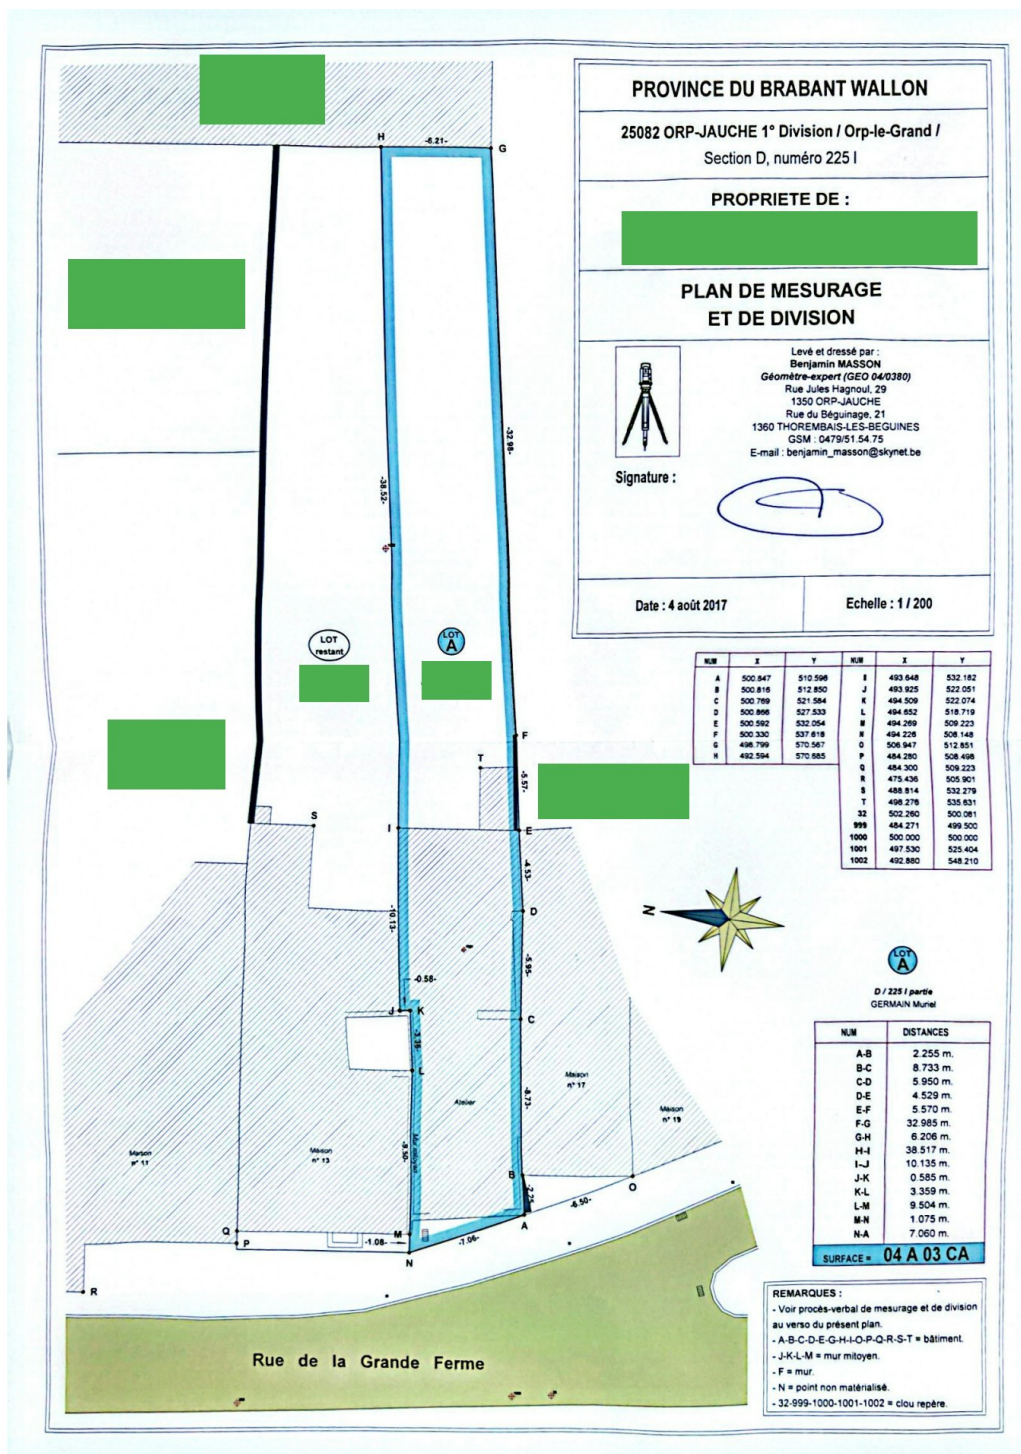 PROVINCE DU BRABANT WALLON
25082 ORP-JAUCHE 1° Division / Orp-le-Grand /
Section D, numéro 225 I
PROPRIETE DE :
PLAN DE MESURAGE
ET DE DIVISION
Levé et dressé par :
Benjamin MASSON
Géomètre-expert (GEO 04/0380)
Rue Jules Hagnoul, 29
1350 ORP-JAUCHE
Rue du Béguinage, 21
1360 THOREMBAIS-LES-BEGUINES
GSM : 0479/51.54.75
E-mail : benjamin_masson@skynet.be
Signature :
Date : 4 août 2017
Echelle : 1 / 200
H
-6.21-
G
-32.98-
-38.52-
LOT
restant
LOT
A
F
T
-5.57-
S
I
E
-4.53-
-10.13-
D
-5.95-
-0.58-
J
K
C
-3.36-
L
Maison
n° 17
Atelier
-8.73-
Maison
n° 19
Maison
n° 11
Maison
n° 13
-9.50-
Mur mitoyen
B
O
-6.50-
A
Q
P
M
-1.08-
-7.06-
N
R
Rue de la Grande Ferme
NUM X Y NUM X Y
A 500.847 510.596 I 493.648 532.182
B 500.816 512.850 J 493.925 522.051
C 500.769 521.584 K 494.509 522.074
D 500.866 527.533 L 494.652 518.719
E 500.592 532.054 M 494.269 509.223
F 500.330 537.618 N 494.226 508.148
G 498.799 570.567 O 506.947 512.851
H 492.594 570.685 P 484.280 508.498
Q 484.300 509.223
R 475.436 505.901
S 488.814 532.279
T 498.276 535.831
32 502.260 500.081
999 484.271 499.500
1000 500.000 500.000
1001 497.530 525.404
1002 492.880 548.210
N
LOT
A
D / 225 I partie
GERMAIN Muriel
NUM DISTANCES
A-B 2.255 m.
B-C 8.733 m.
C-D 5.950 m.
D-E 4.529 m.
E-F 5.570 m.
F-G 32.985 m.
G-H 6.206 m.
H-I 38.517 m.
I-J 10.135 m.
J-K 0.585 m.
K-L 3.359 m.
L-M 9.504 m.
M-N 1.075 m.
N-A 7.060 m.
SURFACE = 04 A 03 CA
REMARQUES :
- Voir procès-verbal de mesurage et de division
au verso du présent plan.
- A-B-C-D-E-G-H-I-O-P-Q-R-S-T = bâtiment.
- J-K-L-M = mur mitoyen.
- F = mur.
- N = point non matérialisé.
- 32-999-1000-1001-1002 = clou repère.